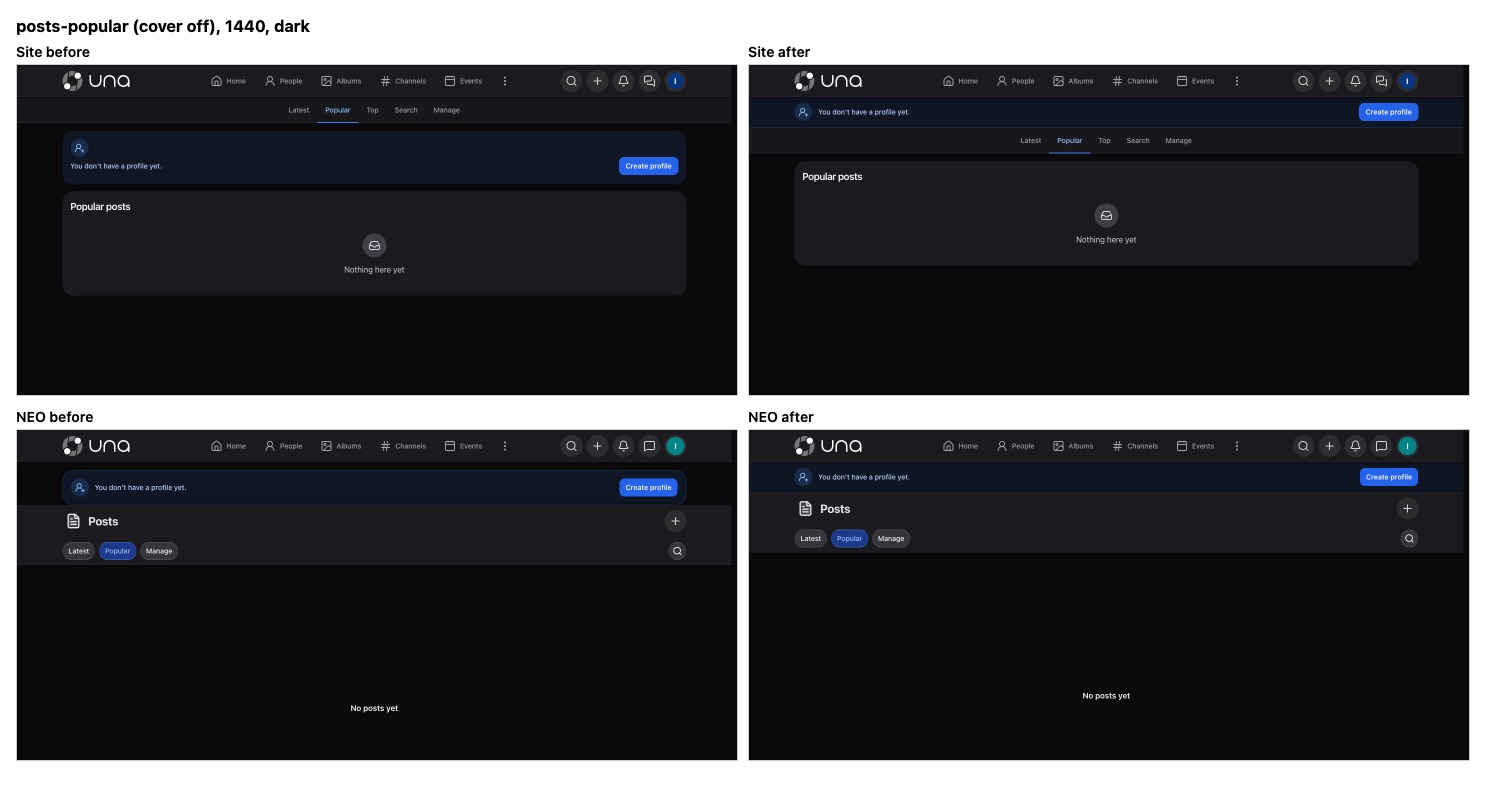 posts-popular (cover off), 1440, dark
Site before
una
Home People Albums Channels Events
I
Latest Popular Top Search Manage
You don't have a profile yet.
Create profile
Popular posts
Nothing here yet
Site after
una
Home People Albums Channels Events
I
You don't have a profile yet.
Create profile
Latest Popular Top Search Manage
Popular posts
Nothing here yet
NEO before
una
Home People Albums Channels Events
I
You don't have a profile yet.
Create profile
Posts
Latest Popular Manage
No posts yet
NEO after
una
Home People Albums Channels Events
I
You don't have a profile yet.
Create profile
Posts
Latest Popular Manage
No posts yet